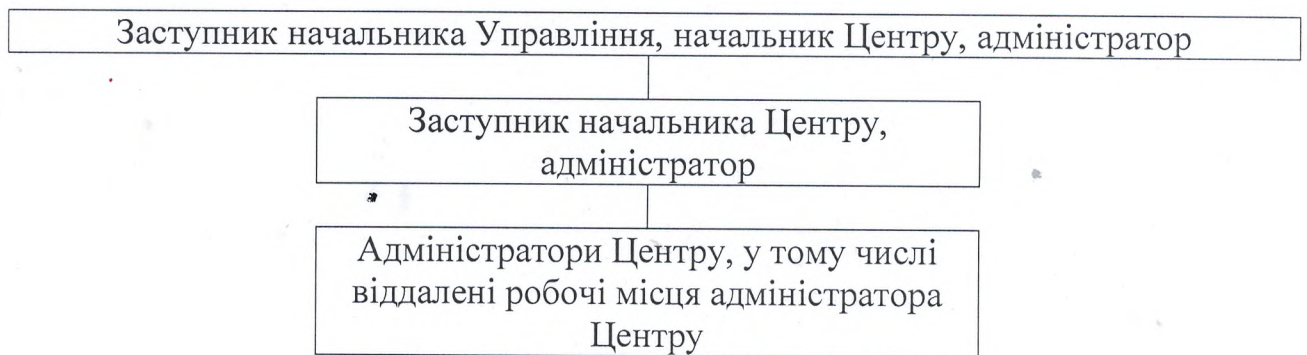 Заступник начальника Управління, начальник Центру, адміністратор
Заступник начальника Центру,
адміністратор
Адміністратори Центру, у тому числі
віддалені робочі місця адміністратора
Центру